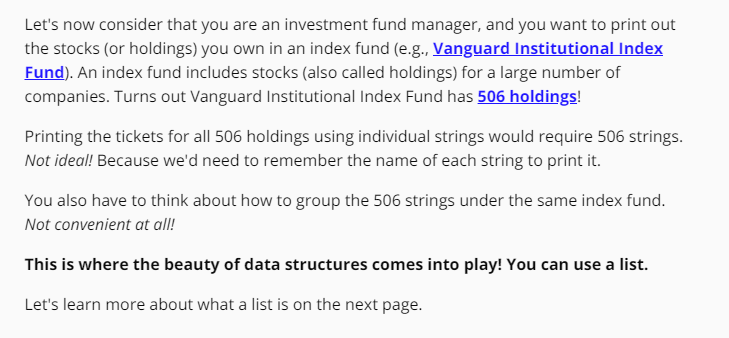 Let's now consider that you are an investment fund manager, and you want to print out
the stocks (or holdings) you own in an index fund (e.g., Vanguard Institutional Index
Fund). An index fund includes stocks (also called holdings) for a large number of
companies. Turns out Vanguard Institutional Index Fund has 506 holdings!
Printing the tickets for all 506 holdings using individual strings would require 506 strings.
Not ideal! Because we'd need to remember the name of each string to print it.
You also have to think about how to group the 506 strings under the same index fund.
Not convenient at all!
This is where the beauty of data structures comes into play! You can use a list.
Let's learn more about what a list is on the next page.